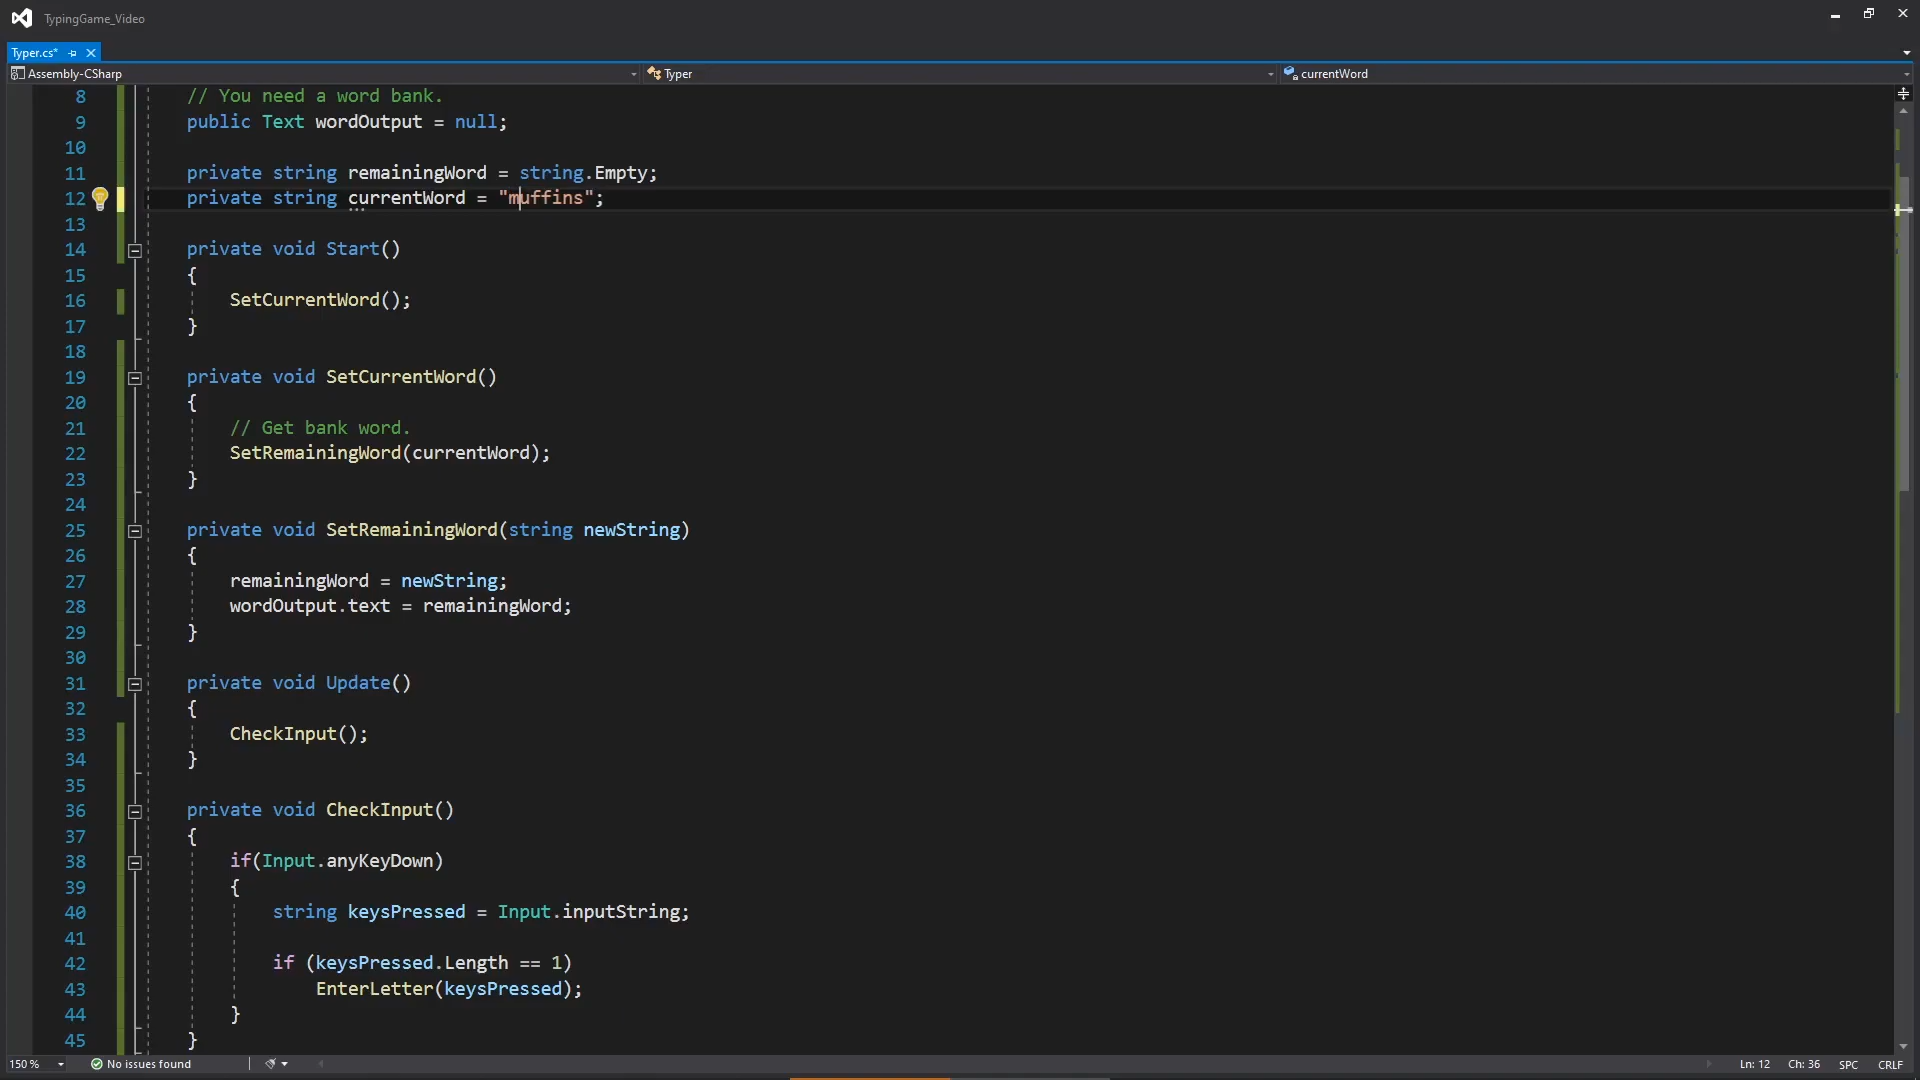 TypingGame_Video
Typer.cs*
Assembly-CSharp Typer currentWord
8 // You need a word bank.
9 public Text wordOutput = null;
10
11 private string remainingWord = string.Empty;
12 private string currentWord = "muffins";
13
14 private void Start()
15 {
16 SetCurrentWord();
17 }
18
19 private void SetCurrentWord()
20 {
21 // Get bank word.
22 SetRemainingWord(currentWord);
23 }
24
25 private void SetRemainingWord(string newString)
26 {
27 remainingWord = newString;
28 wordOutput.text = remainingWord;
29 }
30
31 private void Update()
32 {
33 CheckInput();
34 }
35
36 private void CheckInput()
37 {
38 if(Input.anyKeyDown)
39 {
40 string keysPressed = Input.inputString;
41
42 if (keysPressed.Length == 1)
43 EnterLetter(keysPressed);
44 }
45 }
150 % No issues found Ln: 12 Ch: 36 SPC CRLF